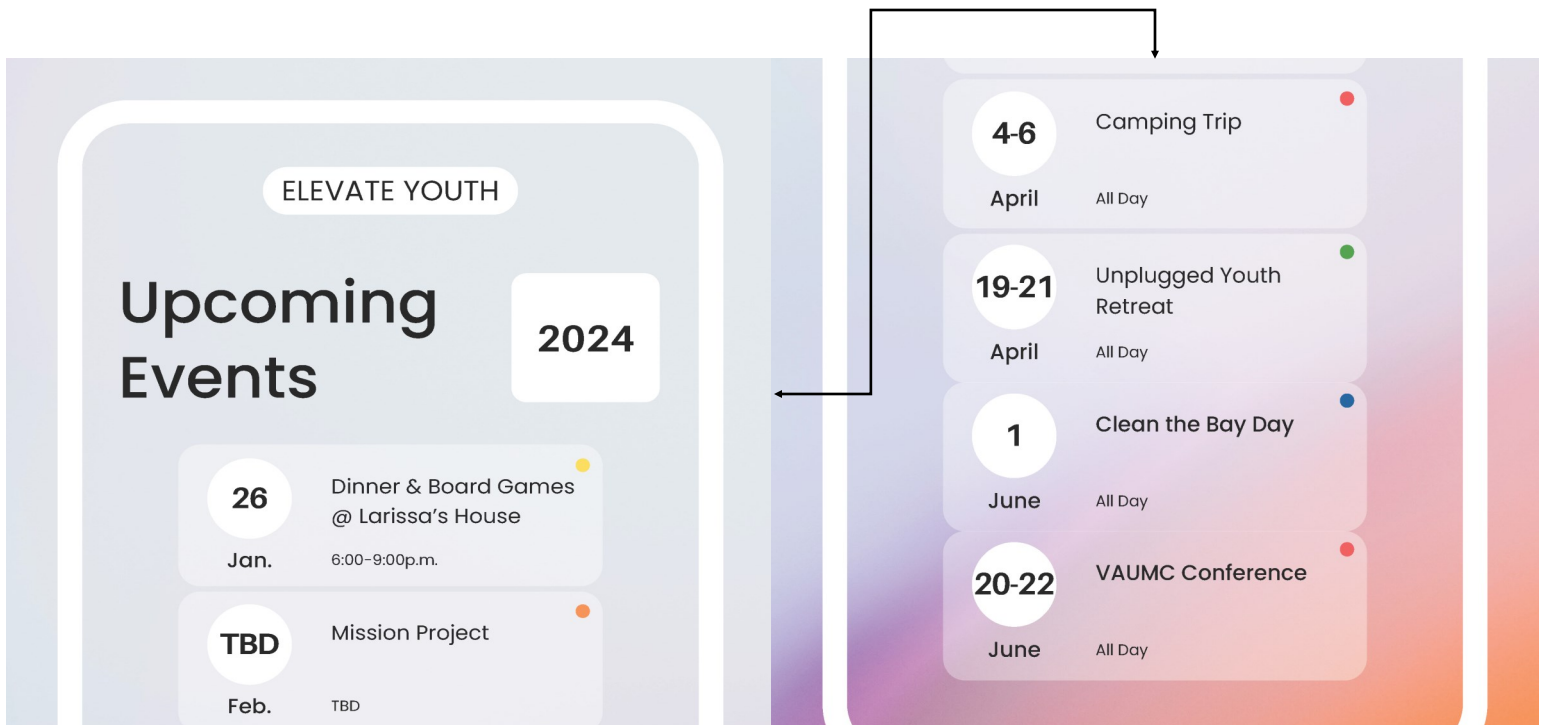 ELEVATE YOUTH
Upcoming
Events
2024
26
Jan.
Dinner & Board Games
@ Larissa's House
6:00-9:00p.m.
TBD
Feb.
Mission Project
TBD
4-6
April
Camping Trip
All Day
19-21
April
Unplugged Youth
Retreat
All Day
1
June
Clean the Bay Day
All Day
20-22
June
VAUMC Conference
All Day